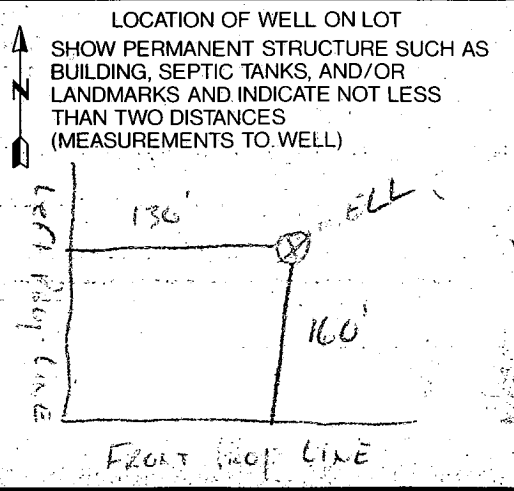 LOCATION OF WELL ON LOT
SHOW PERMANENT STRUCTURE SUCH AS
BUILDING, SEPTIC TANKS, AND/OR
LANDMARKS AND INDICATE NOT LESS
THAN TWO DISTANCES
(MEASUREMENTS TO WELL)
N
130'
ELL
160'
Left Prop. LINE
FRONT Prop LINE